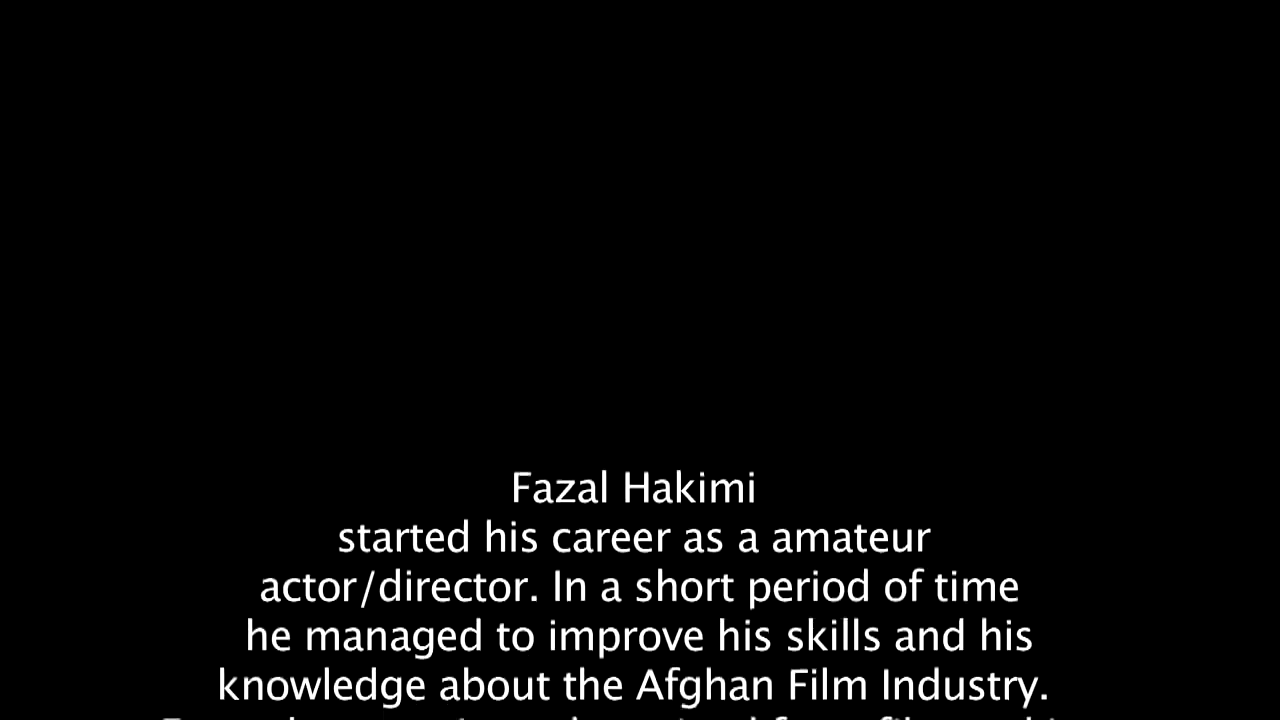 Fazal Hakimi
started his career as a amateur
actor/director. In a short period of time
he managed to improve his skills and his
knowledge about the Afghan Film Industry.